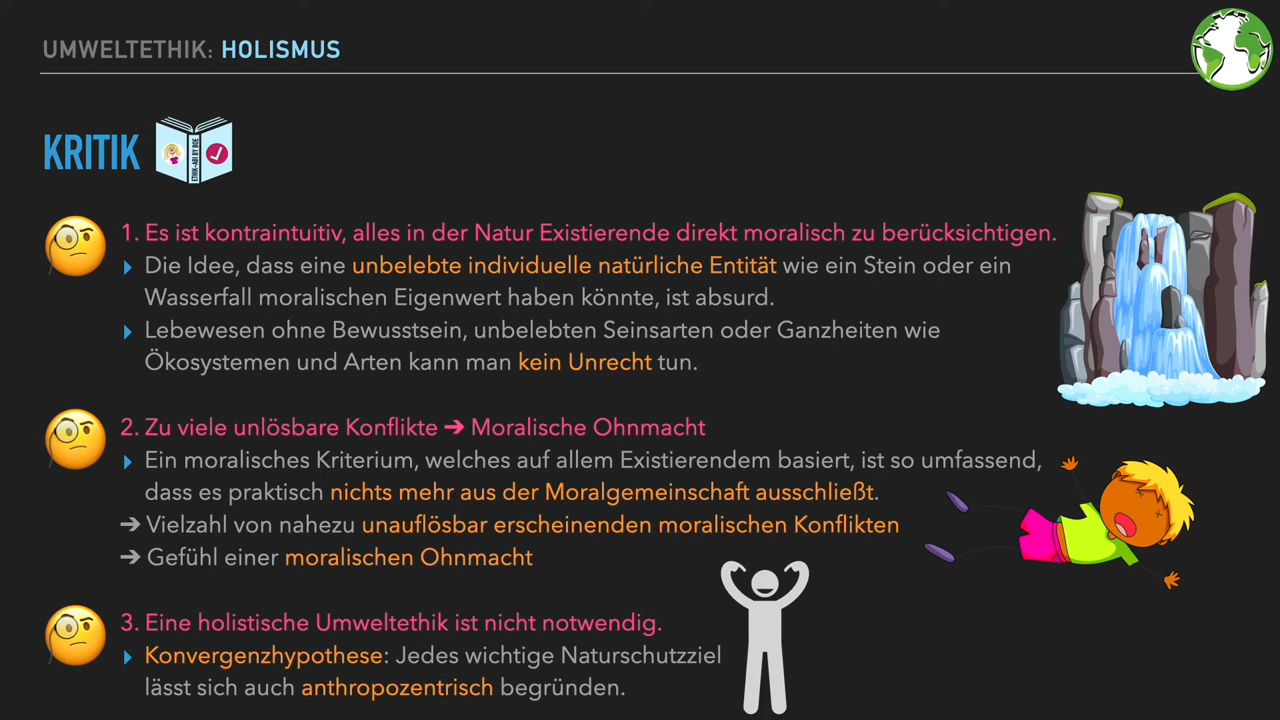 UMWELTETHIK: HOLISMUS
KRITIK
ETHIK-ABI BY BOE
1. Es ist kontraintuitiv, alles in der Natur Existierende direkt moralisch zu berücksichtigen.
Die Idee, dass eine unbelebte individuelle natürliche Entität wie ein Stein oder ein
Wasserfall moralischen Eigenwert haben könnte, ist absurd.
Lebewesen ohne Bewusstsein, unbelebten Seinsarten oder Ganzheiten wie
Ökosystemen und Arten kann man kein Unrecht tun.
2. Zu viele unlösbare Konflikte ➔ Moralische Ohnmacht
Ein moralisches Kriterium, welches auf allem Existierendem basiert, ist so umfassend,
dass es praktisch nichts mehr aus der Moralgemeinschaft ausschließt.
➔ Vielzahl von nahezu unauflösbar erscheinenden moralischen Konflikten
➔ Gefühl einer moralischen Ohnmacht
3. Eine holistische Umweltethik ist nicht notwendig.
Konvergenzhypothese: Jedes wichtige Naturschutzziel
lässt sich auch anthropozentrisch begründen.